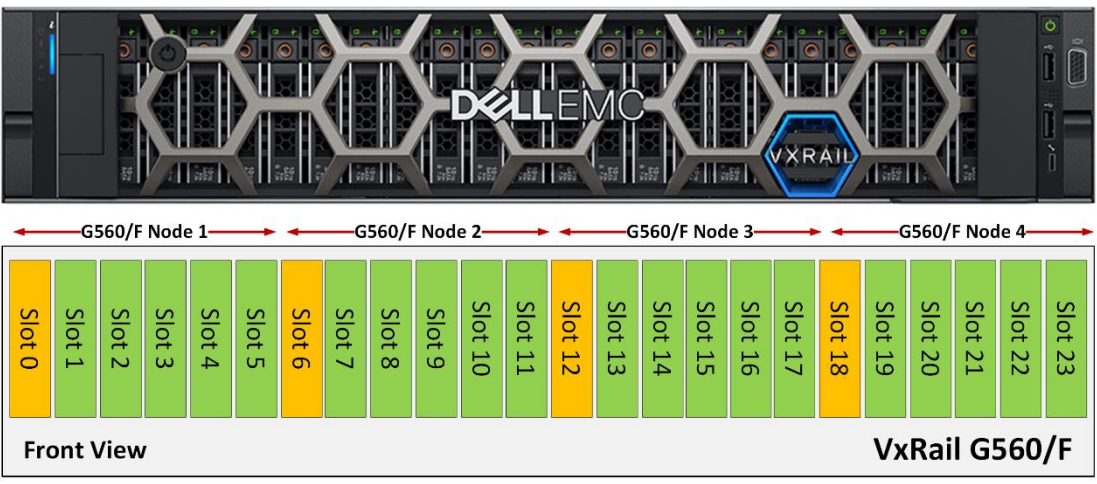 DELLEMC
VXRAIL
G560/F Node 1
G560/F Node 2
G560/F Node 3
G560/F Node 4
Slot 0
Slot 1
Slot 2
Slot 3
Slot 4
Slot 5
Slot 6
Slot 7
Slot 8
Slot 9
Slot 10
Slot 11
Slot 12
Slot 13
Slot 14
Slot 15
Slot 16
Slot 17
Slot 18
Slot 19
Slot 20
Slot 21
Slot 22
Slot 23
Front View
VxRail G560/F